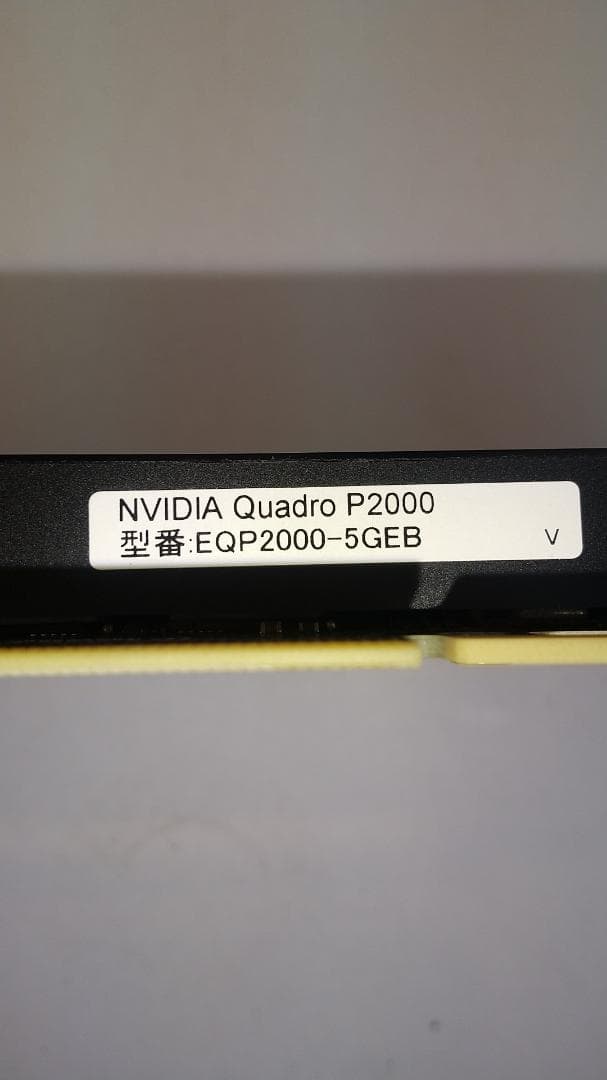 NVIDIA Quadro P2000
型番:EQP2000-5GEB
V